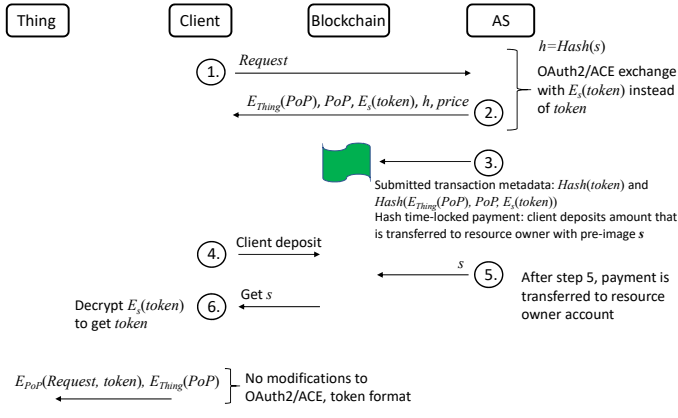 Thing
Client
Blockchain
AS
h=Hash(s)
1.
Request
OAuth2/ACE exchange
with Es(token) instead
of token
EThing(PoP), PoP, Es(token), h, price
2.
3.
Submitted transaction metadata: Hash(token) and
Hash(EThing(PoP), PoP, Es(token))
Hash time-locked payment: client deposits amount that
is transferred to resource owner with pre-image s
4.
Client deposit
s
5.
After step 5, payment is
transferred to resource
owner account
Decrypt Es(token)
to get token
6.
Get s
EPoP(Request, token), EThing(PoP)
No modifications to
OAuth2/ACE, token format